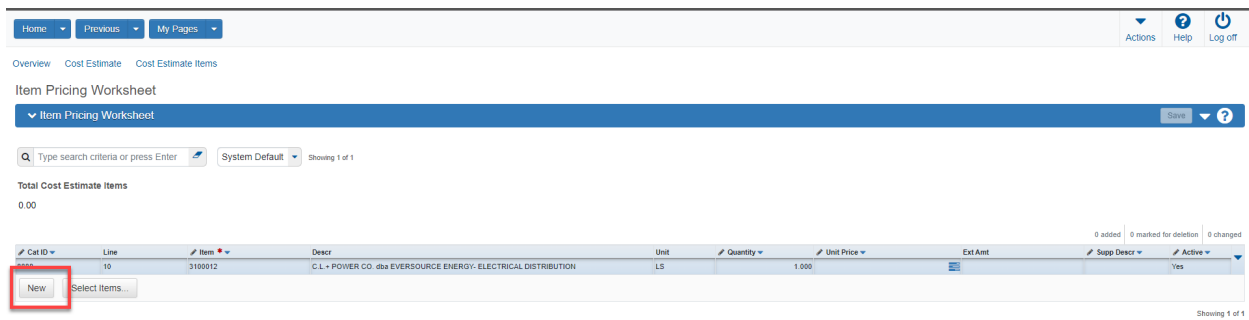 Home Previous My Pages Actions Help Log off
Overview Cost Estimate Cost Estimate Items
Item Pricing Worksheet
Item Pricing Worksheet Save ?
Type search criteria or press Enter System Default Showing 1 of 1
Total Cost Estimate Items
0.00
0 added 0 marked for deletion 0 changed
Cat ID Line Item * Descr Unit Quantity Unit Price Ext Amt Supp Descr Active
10 3100012 C.L + POWER CO. dba EVERSOURCE ENERGY- ELECTRICAL DISTRIBUTION LS 1.000 Yes
New Select Items...
Showing 1 of 1